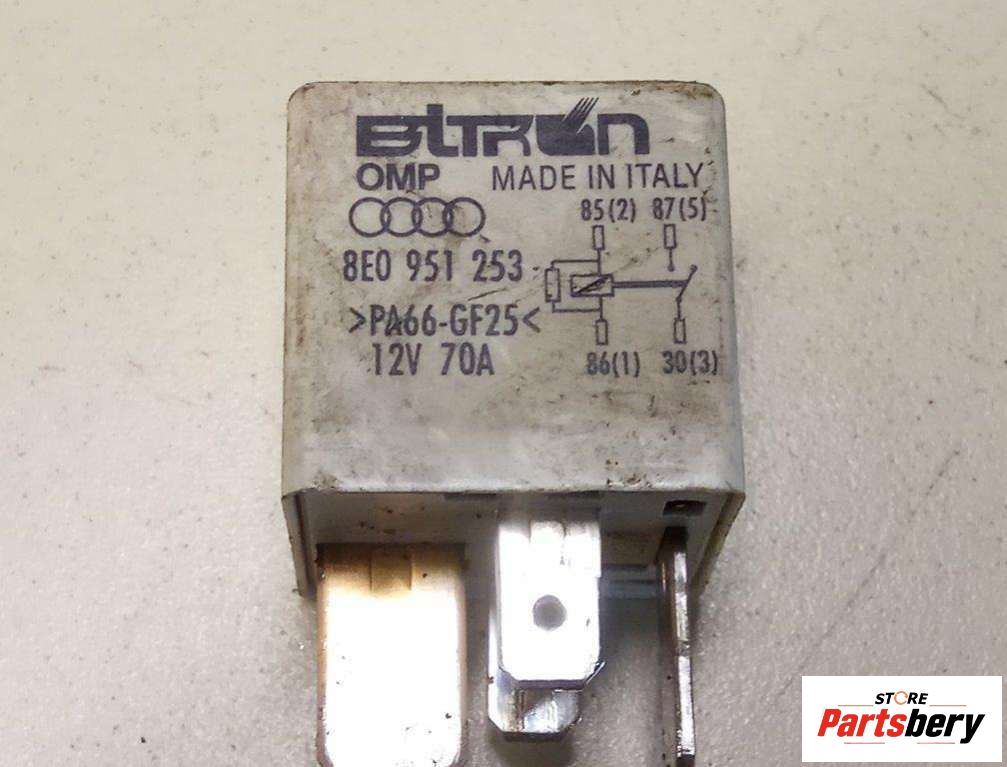 BITRON
OMP MADE IN ITALY
85(2) 87(5)
8E0 951 253
>PA66-GF25<
12V 70A
86(1) 30(3)
STORE
Partsbery